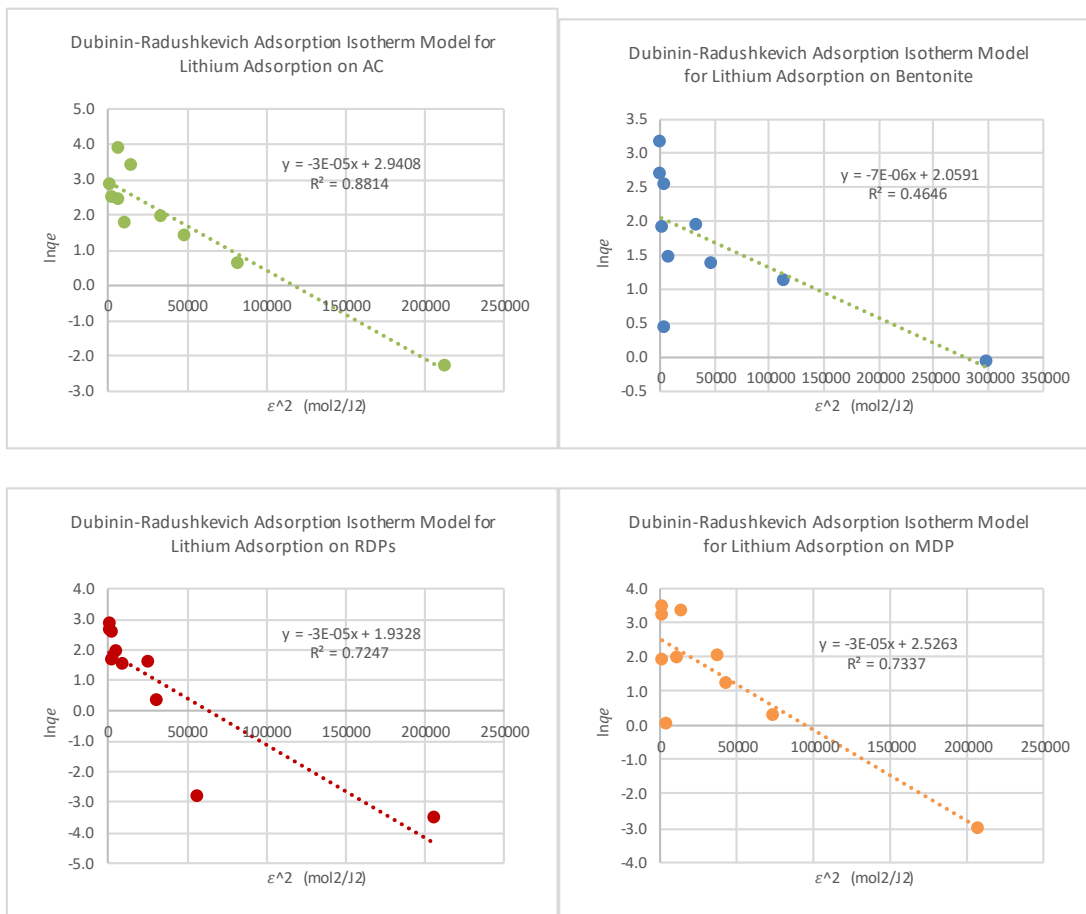 Dubinin-Radushkevich Adsorption Isotherm Model for
Lithium Adsorption on AC
5.0
4.0
3.0
2.0
1.0
0.0
-1.0
-2.0
-3.0
0 50000 100000 150000 200000 250000
lnqe
ε^2 (mol2/J2)
y = -3E-05x + 2.9408
R² = 0.8814
Dubinin-Radushkevich Adsorption Isotherm Model
for Lithium Adsorption on Bentonite
3.5
3.0
2.5
2.0
1.5
1.0
0.5
0.0
-0.5
0 50000 100000 150000 200000 250000 300000 350000
lnqe
ε^2 (mol2/J2)
y = -7E-06x + 2.0591
R² = 0.4646
Dubinin-Radushkevich Adsorption Isotherm Model for
Lithium Adsorption on RDPs
4.0
3.0
2.0
1.0
0.0
-1.0
-2.0
-3.0
-4.0
-5.0
0 50000 100000 150000 200000 250000
lnqe
ε^2 (mol2/J2)
y = -3E-05x + 1.9328
R² = 0.7247
Dubinin-Radushkevich Adsorption Isotherm Model
for Lithium Adsorption on MDP
4.0
3.0
2.0
1.0
0.0
-1.0
-2.0
-3.0
-4.0
0 50000 100000 150000 200000 250000
lnqe
ε^2 (mol2/J2)
y = -3E-05x + 2.5263
R² = 0.7337